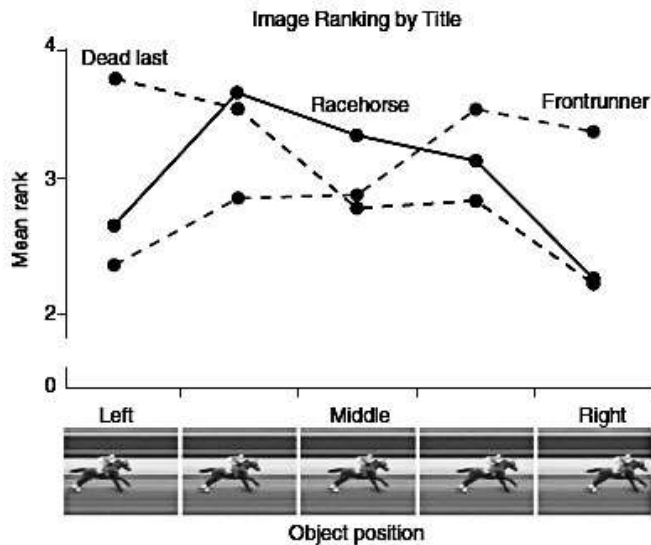 Image Ranking by Title
4
Dead last
Racehorse
Frontrunner
3
Mean rank
2
0
Left Middle Right
Object position